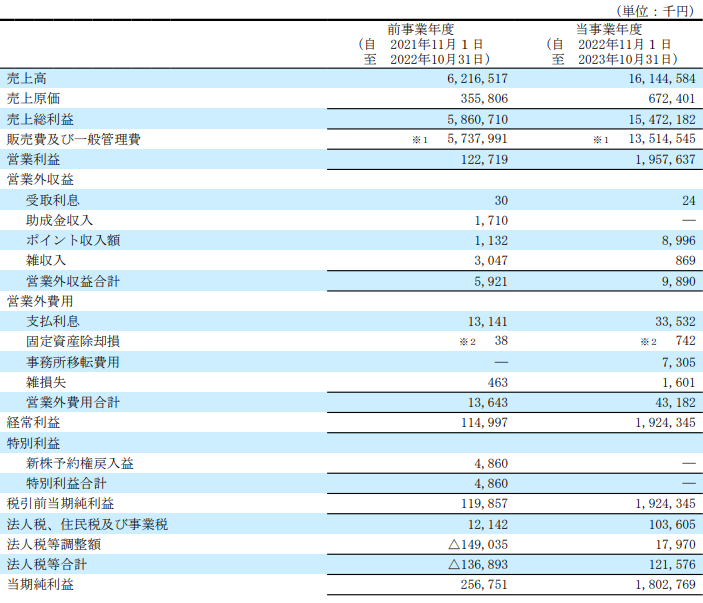 （単位：千円）
前事業年度 当事業年度
（自 2021年11月１日 （自 2022年11月１日
至 2022年10月31日） 至 2023年10月31日）
売上高 6,216,517 16,144,584
売上原価 355,806 672,401
売上総利益 5,860,710 15,472,182
販売費及び一般管理費 ※１ 5,737,991 ※１ 13,514,545
営業利益 122,719 1,957,637
営業外収益
受取利息 30 24
助成金収入 1,710 ―
ポイント収入額 1,132 8,996
雑収入 3,047 869
営業外収益合計 5,921 9,890
営業外費用
支払利息 13,141 33,532
固定資産除却損 ※２ 38 ※２ 742
事務所移転費用 ― 7,305
雑損失 463 1,601
営業外費用合計 13,643 43,182
経常利益 114,997 1,924,345
特別利益
新株予約権戻入益 4,860 ―
特別利益合計 4,860 ―
税引前当期純利益 119,857 1,924,345
法人税、住民税及び事業税 12,142 103,605
法人税等調整額 △149,035 17,970
法人税等合計 △136,893 121,576
当期純利益 256,751 1,802,769